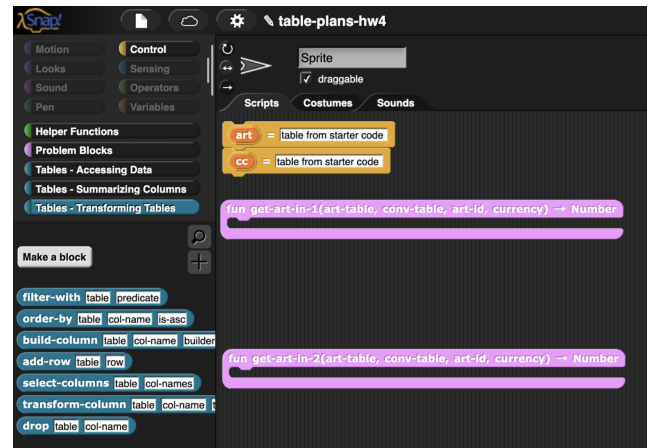 Snap!
table-plans-hw4
Motion
Control
Looks
Sensing
Sound
Operators
Pen
Variables
Helper Functions
Problem Blocks
Tables - Accessing Data
Tables - Summarizing Columns
Tables - Transforming Tables
Make a block
filter-with table predicate
order-by table col-name is-asc
build-column table col-name builder
add-row table row
select-columns table col-names
transform-column table col-name
drop table col-name
Sprite
draggable
Scripts Costumes Sounds
art = table from starter code
cc = table from starter code
fun get-art-in-1(art-table, conv-table, art-id, currency) → Number
fun get-art-in-2(art-table, conv-table, art-id, currency) → Number